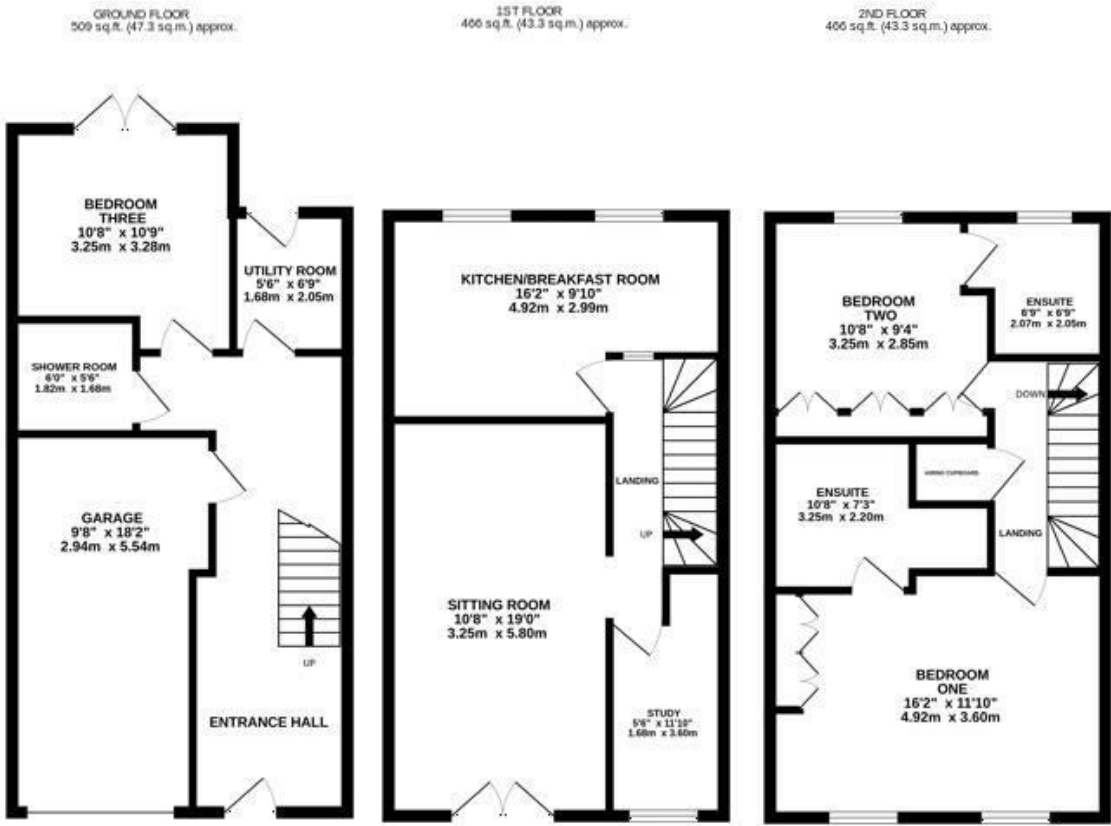 GROUND FLOOR
509 sq.ft. (47.3 sq.m.) approx.
1ST FLOOR
466 sq.ft. (43.3 sq.m.) approx.
2ND FLOOR
466 sq.ft. (43.3 sq.m.) approx.
BEDROOM
THREE
10'8" x 10'9"
3.25m x 3.28m
UTILITY ROOM
5'6" x 6'9"
1.68m x 2.05m
SHOWER ROOM
6'0" x 5'6"
1.82m x 1.68m
GARAGE
9'8" x 18'2"
2.94m x 5.54m
UP
ENTRANCE HALL
KITCHEN/BREAKFAST ROOM
16'2" x 9'10"
4.92m x 2.99m
LANDING
UP
SITTING ROOM
10'8" x 19'0"
3.25m x 5.80m
STUDY
5'6" x 11'10"
1.68m x 3.60m
BEDROOM
TWO
10'8" x 9'4"
3.25m x 2.85m
ENSUITE
6'9" x 6'9"
2.07m x 2.05m
DOWN
AIRING CUPBOARD
ENSUITE
10'8" x 7'3"
3.25m x 2.20m
LANDING
BEDROOM
ONE
16'2" x 11'10"
4.92m x 3.60m